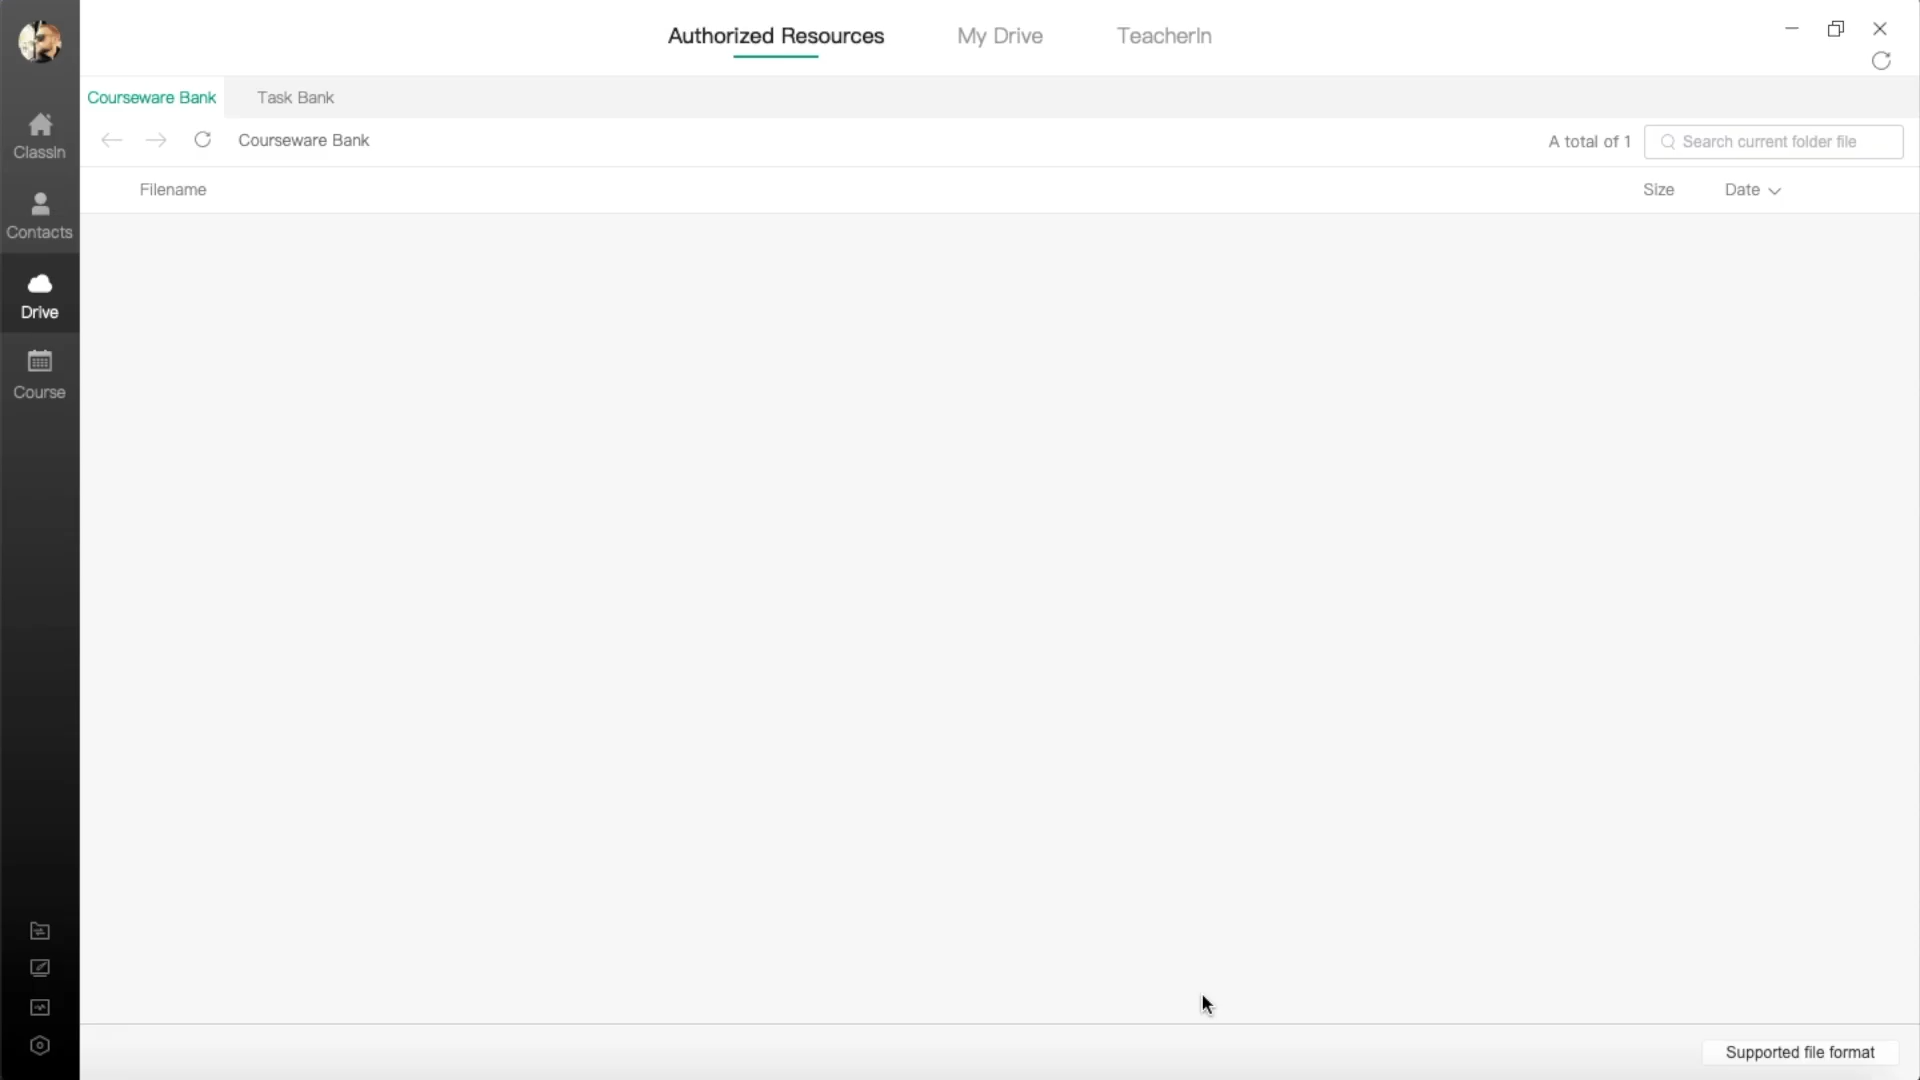 Authorized Resources My Drive TeacherIn
Courseware Bank Task Bank
Courseware Bank A total of 1 Search current folder file
Filename Size Date
ClassIn
Contacts
Drive
Course
Supported file format